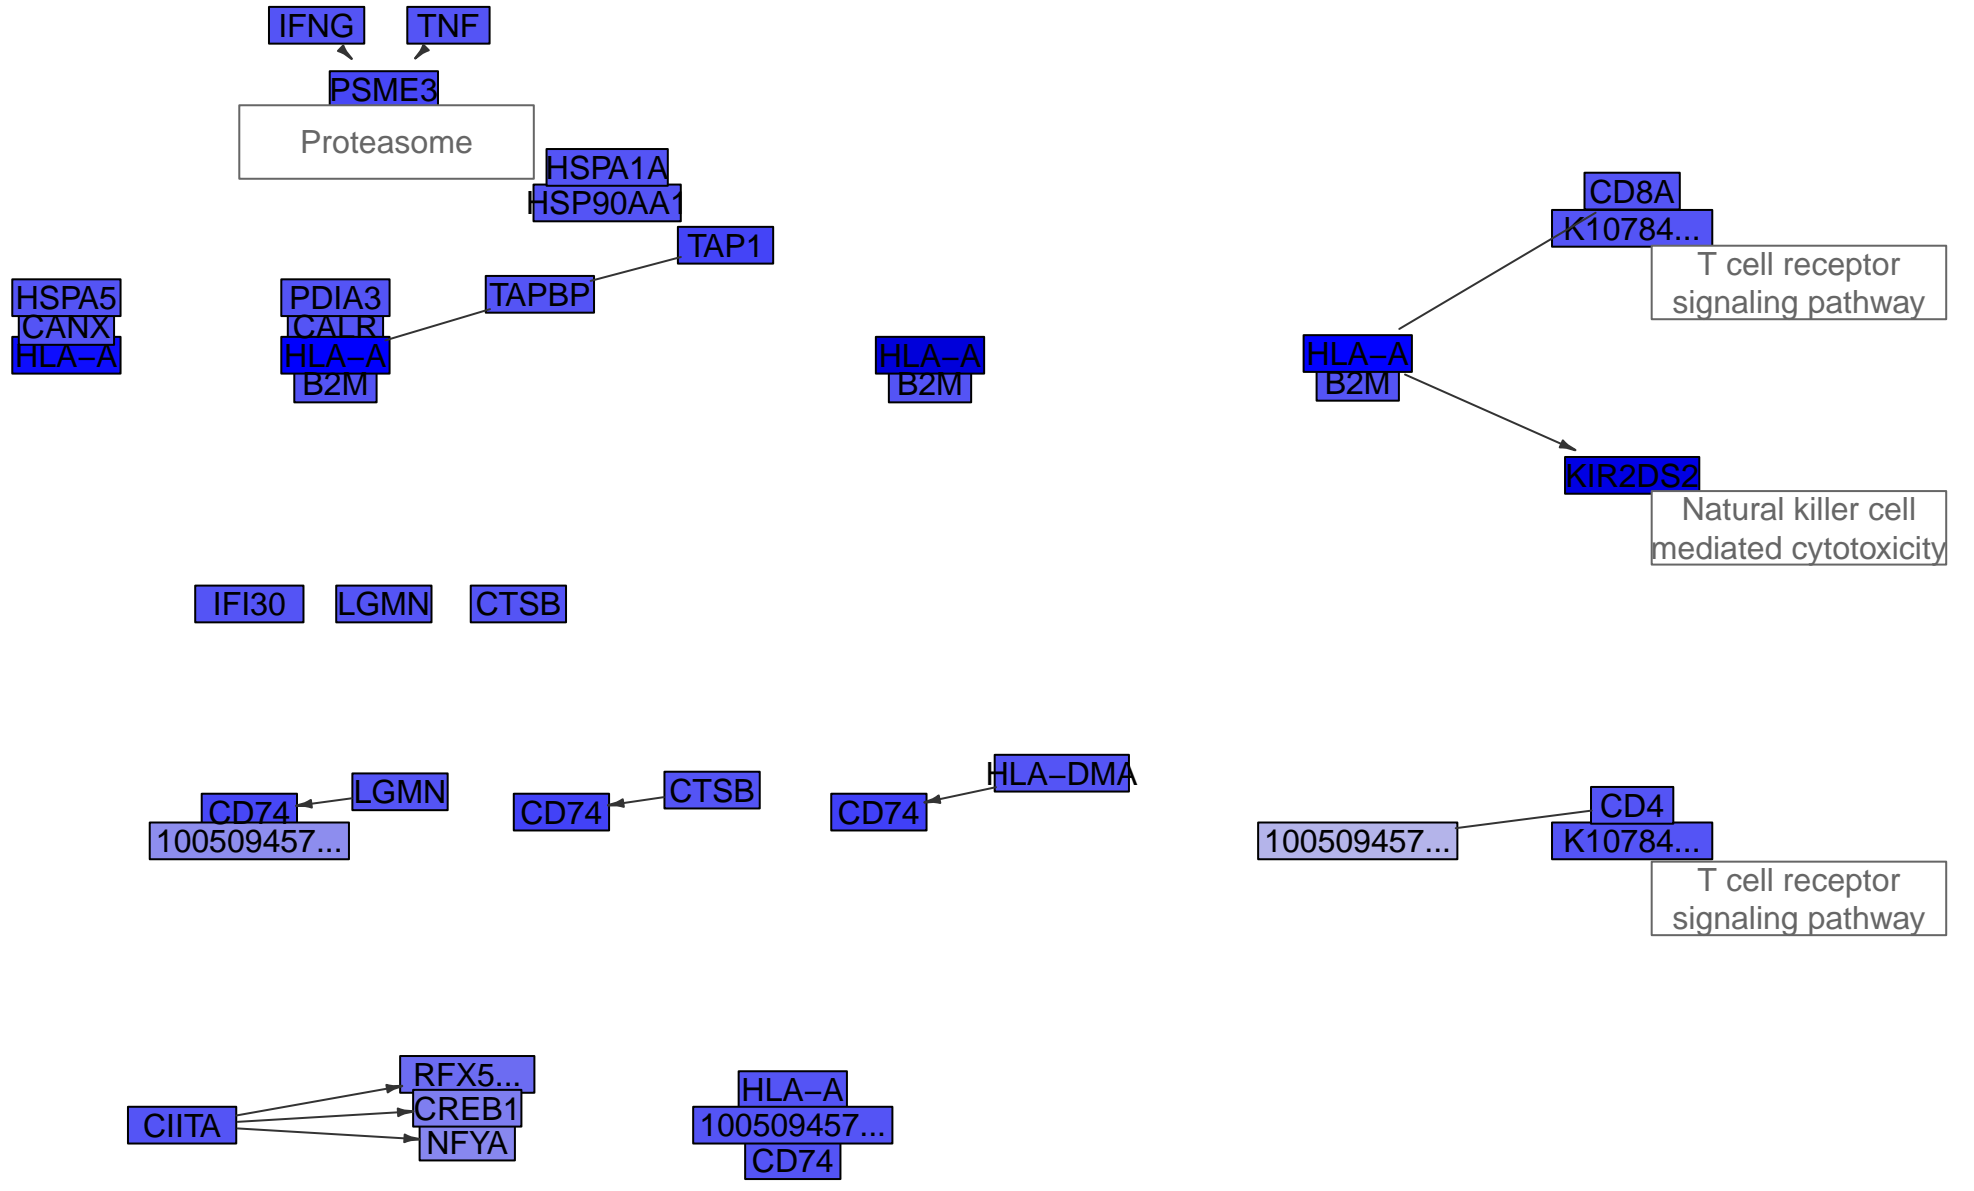 IFNG
TNF
PSME3
Proteasome
HSPA1A
HSP90AA1
CD8A
K10784...
TAP1
T cell receptor
signaling pathway
HSPA5
CANX
HLA–A
PDIA3
CALR
HLA–A
B2M
TAPBP
HLA–A
B2M
HLA–A
B2M
KIR2DS2
Natural killer cell
mediated cytotoxicity
IFI30
LGMN
CTSB
CD74
LGMN
100509457...
CD74
CTSB
CD74
HLA–DMA
100509457...
CD4
K10784...
T cell receptor
signaling pathway
CIITA
RFX5...
CREB1
NFYA
HLA–A
100509457...
CD74